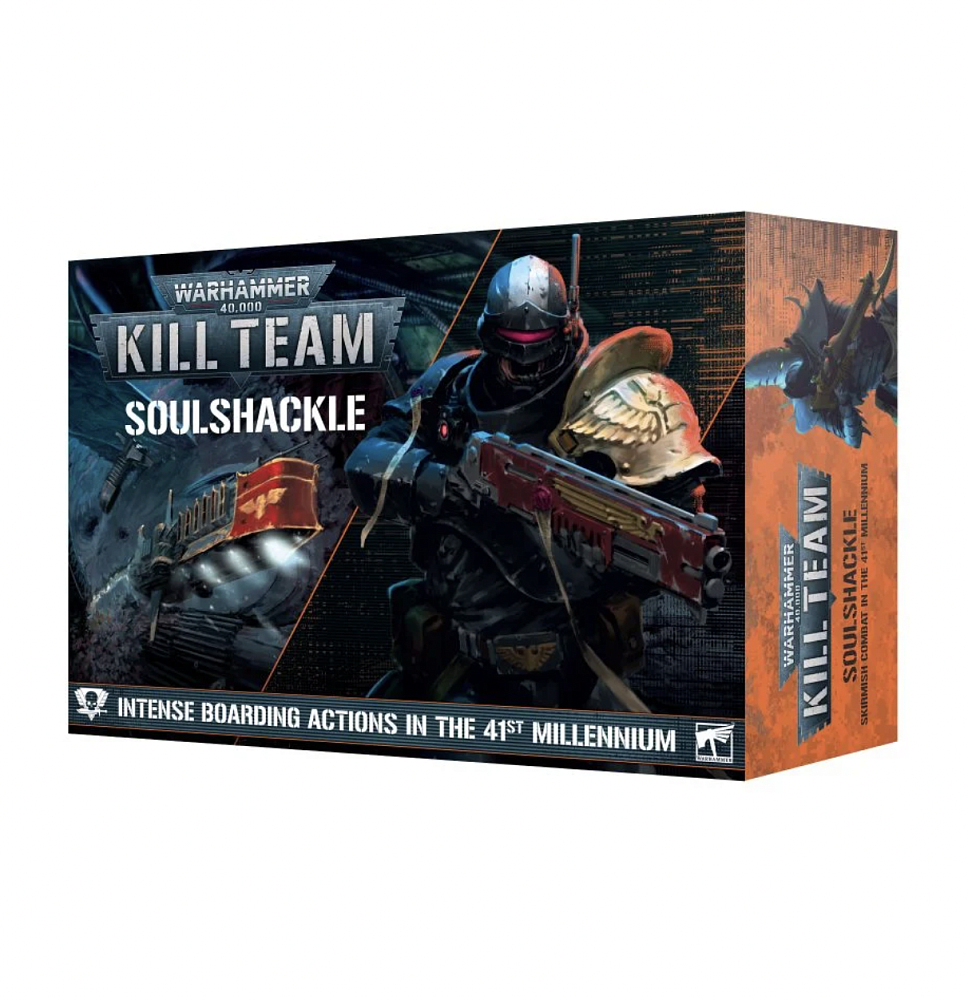 WARHAMMER
40,000
KILL TEAM
SOULSHACKLE
INTENSE BOARDING ACTIONS IN THE 41ST MILLENNIUM
WARHAMMER
WARHAMMER
40,000
KILL TEAM
SOULSHACKLE
SKIRMISH COMBAT IN THE 41ST MILLENNIUM